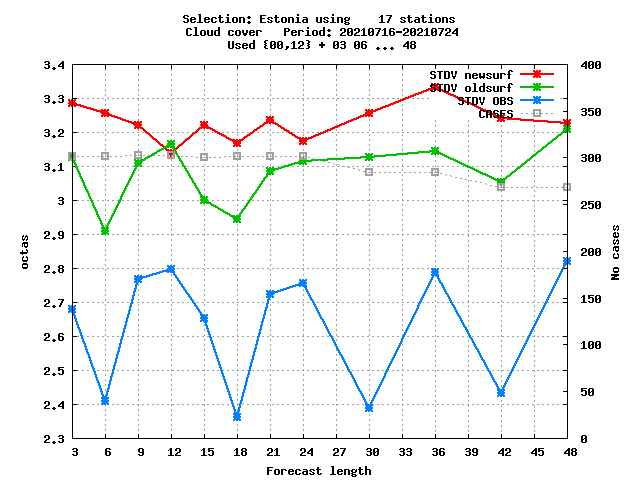 Selection: Estonia using    17 stations
Cloud cover   Period: 20210716-20210724
Used {00,12} + 03 06 ... 48
STDV newsurf
STDV oldsurf
STDV OBS
CASES
3.4
3.3
3.2
3.1
3
2.9
2.8
2.7
2.6
2.5
2.4
2.3
octas
400
350
300
250
200
150
100
50
0
No cases
3 6 9 12 15 18 21 24 27 30 33 36 39 42 45 48
Forecast length